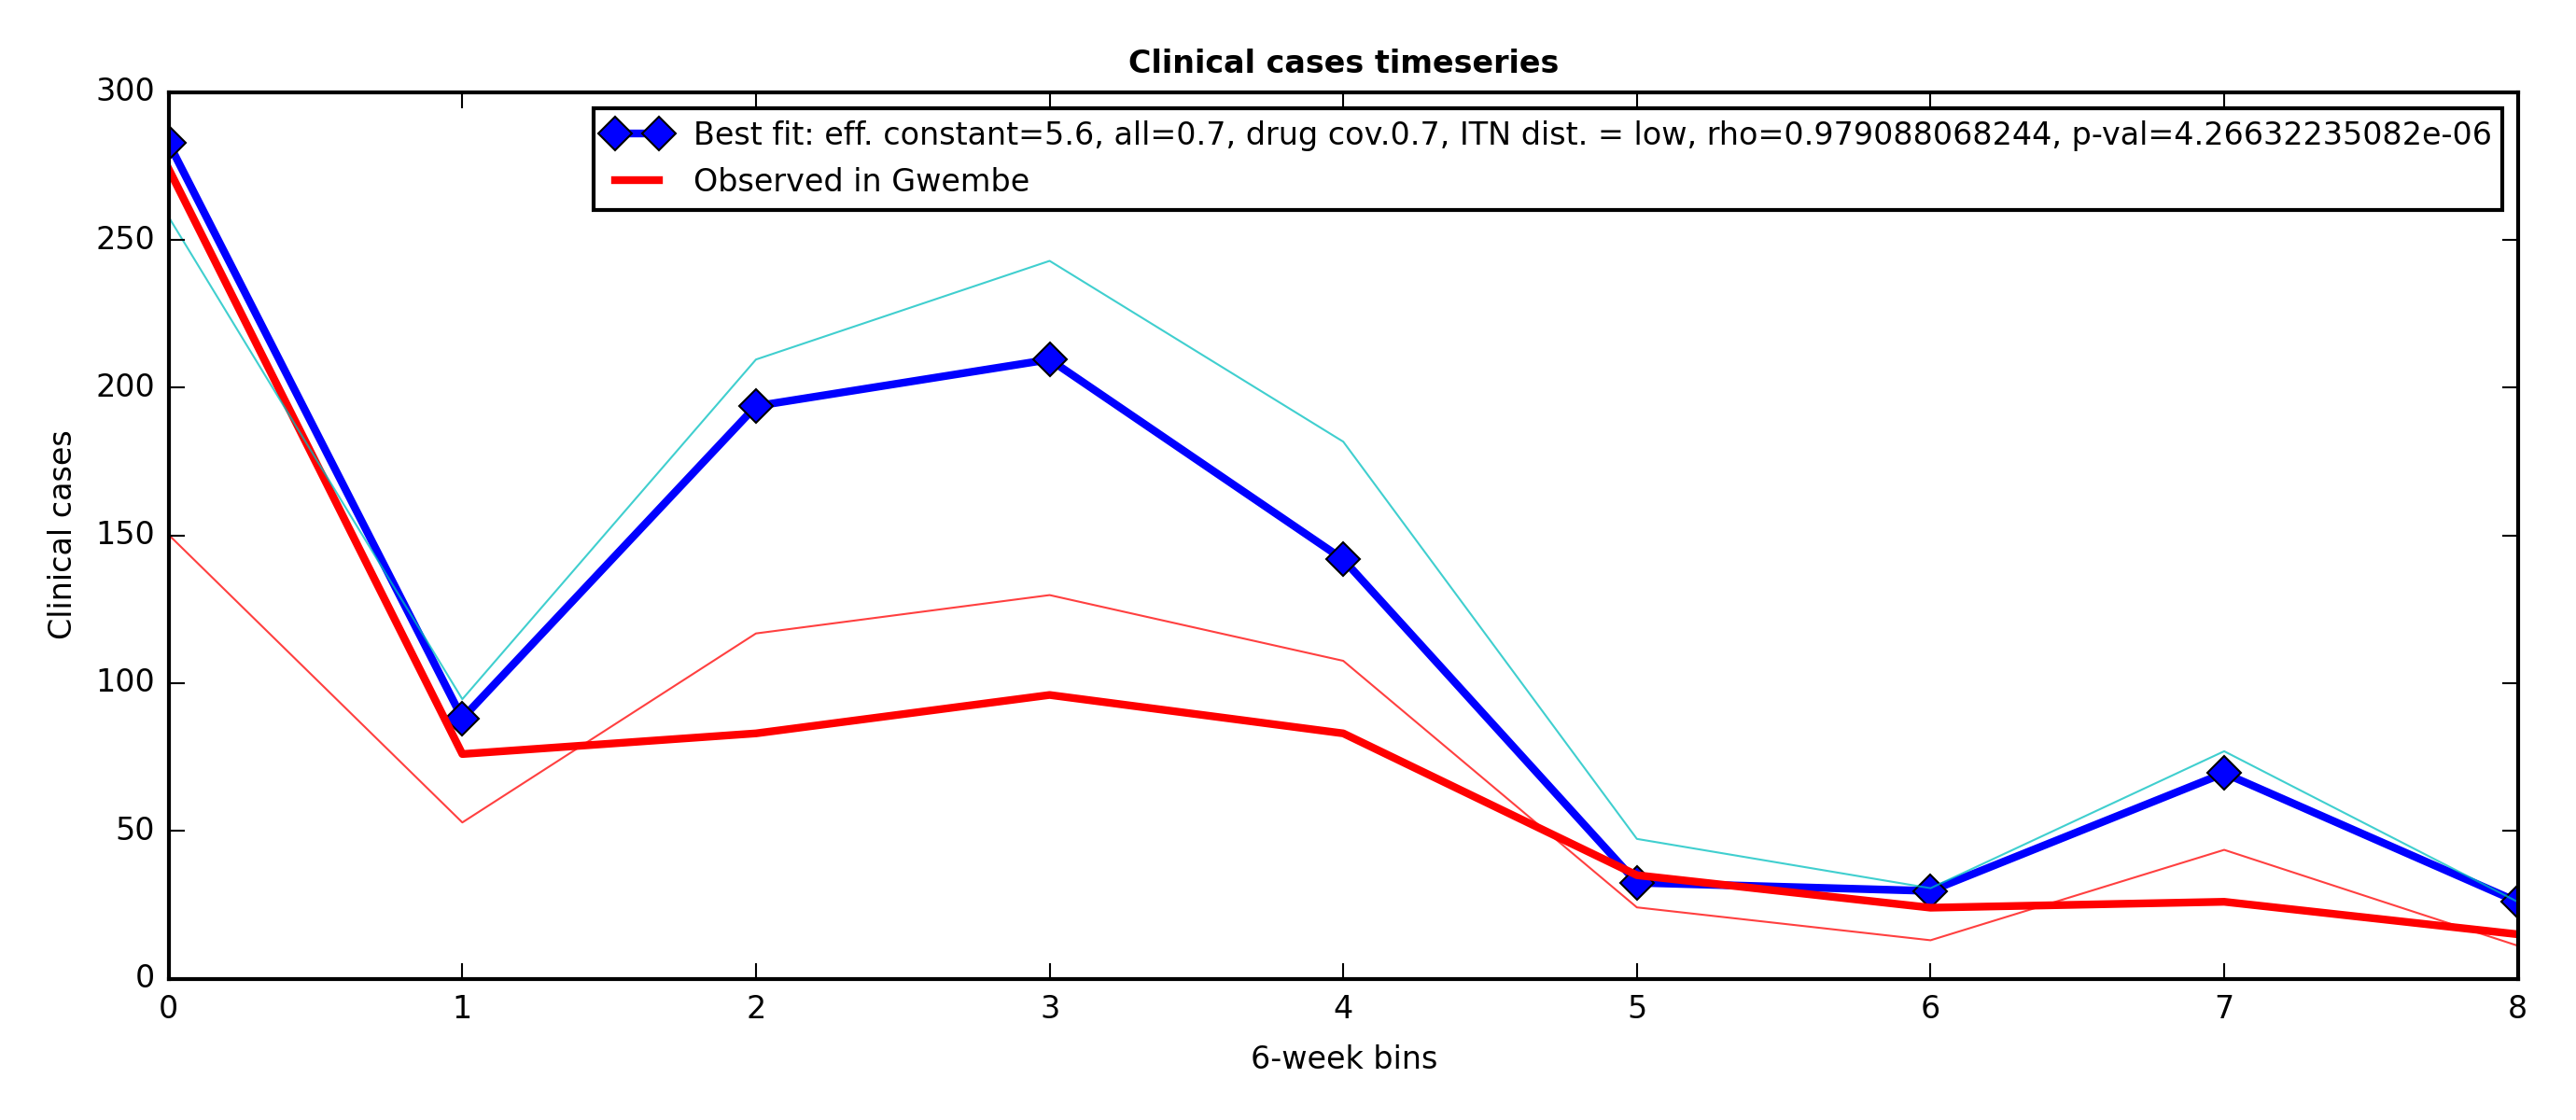 Clinical cases timeseries
300
250
200
150
100
50
0
Clinical cases
Best fit: eff. constant=5.6, all=0.7, drug cov.0.7, ITN dist. = low, rho=0.979088068244, p-val=4.26632235082e-06
Observed in Gwembe
0 1 2 3 4 5 6 7 8
6-week bins